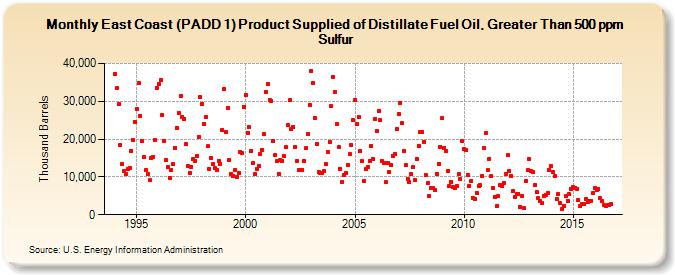 Monthly East Coast (PADD 1) Product Supplied of Distillate Fuel Oil, Greater Than 500 ppm
Sulfur
Thousand Barrels
40,000
30,000
20,000
10,000
0
1995
2000
2005
2010
2015
Source: U.S. Energy Information Administration